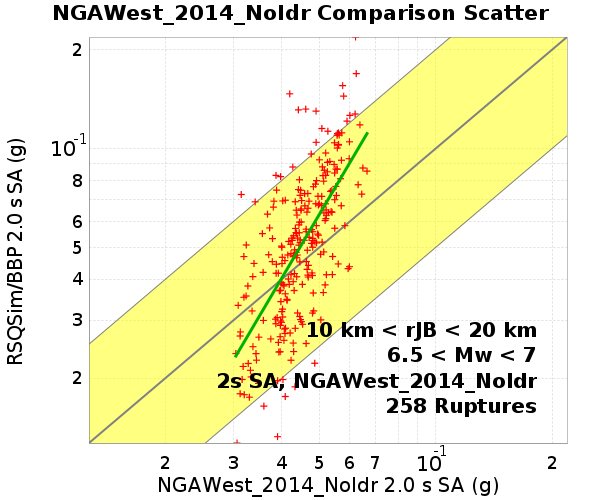 NGAWest_2014_NoIdr Comparison Scatter
RSQSim/BBP 2.0 s SA (g)
2
10⁻¹
8
6
5
4
3
2
10 km < rJB < 20 km
6.5 < Mw < 7
2s SA, NGAWest_2014_NoIdr
258 Ruptures
2 3 4 5 6 7 10⁻¹ 2
NGAWest_2014_NoIdr 2.0 s SA (g)